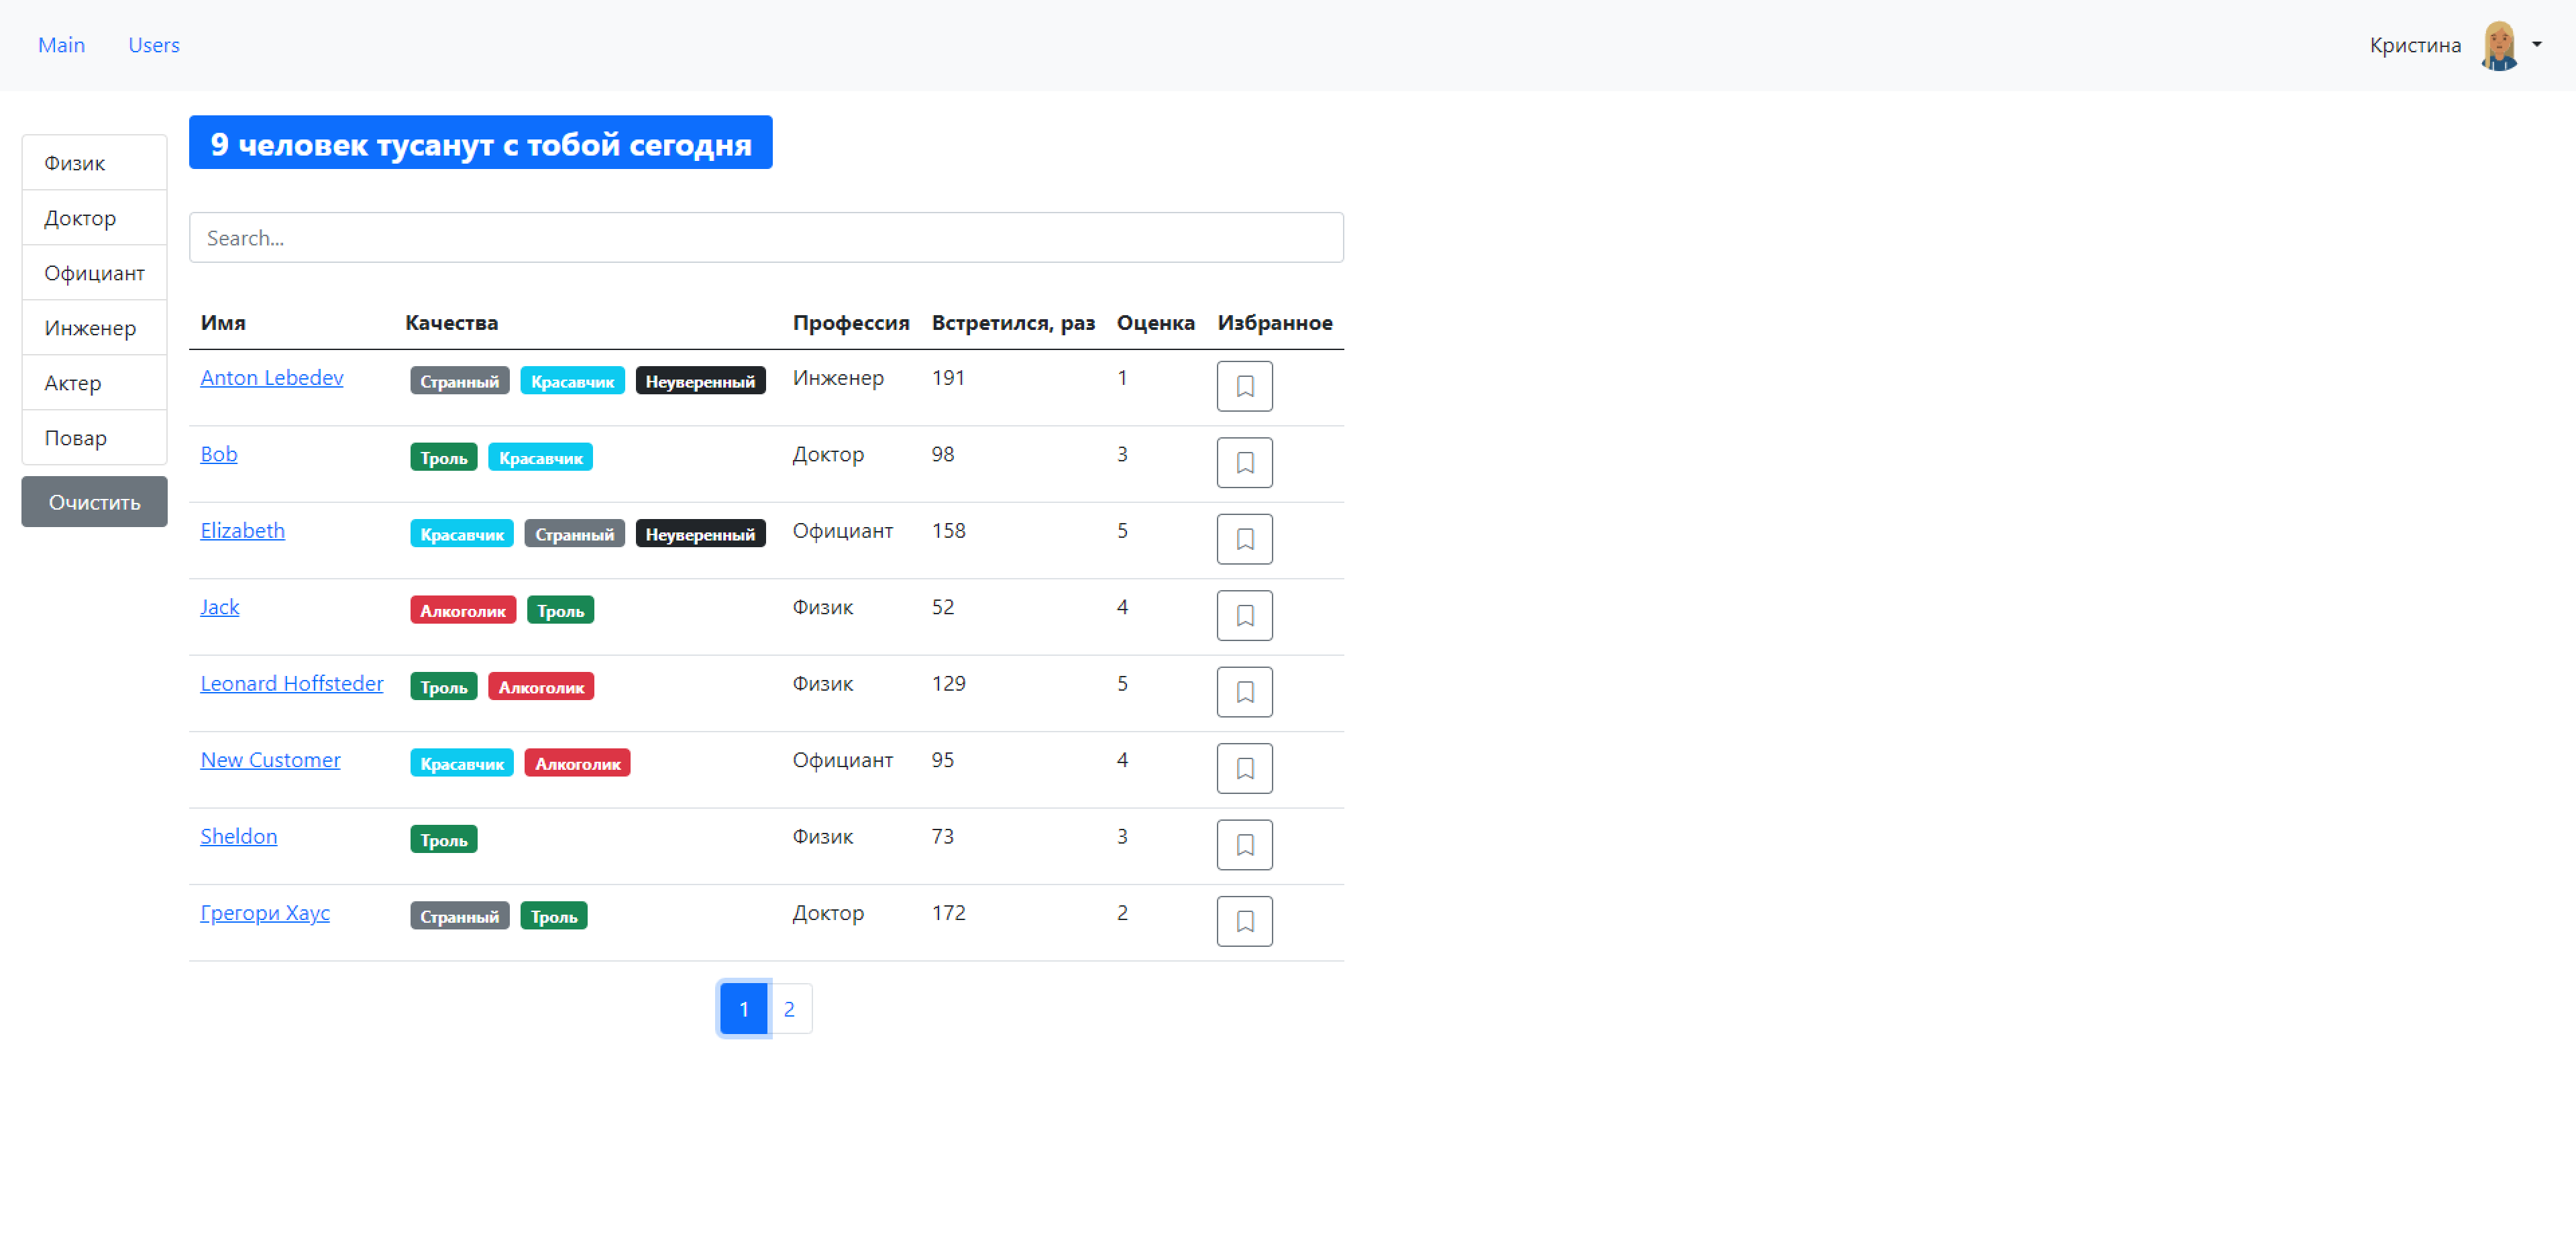 Main Users Кристина
9 человек тусанут с тобой сегодня
Физик
Доктор
Официант
Инженер
Актер
Повар
Очистить
Search...
Имя Качества Профессия Встретился, раз Оценка Избранное
Anton Lebedev Странный Красавчик Неуверенный Инженер 191 1
Bob Троль Красавчик Доктор 98 3
Elizabeth Красавчик Странный Неуверенный Официант 158 5
Jack Алкоголик Троль Физик 52 4
Leonard Hoffsteder Троль Алкоголик Физик 129 5
New Customer Красавчик Алкоголик Официант 95 4
Sheldon Троль Физик 73 3
Грегори Хаус Странный Троль Доктор 172 2
1 2